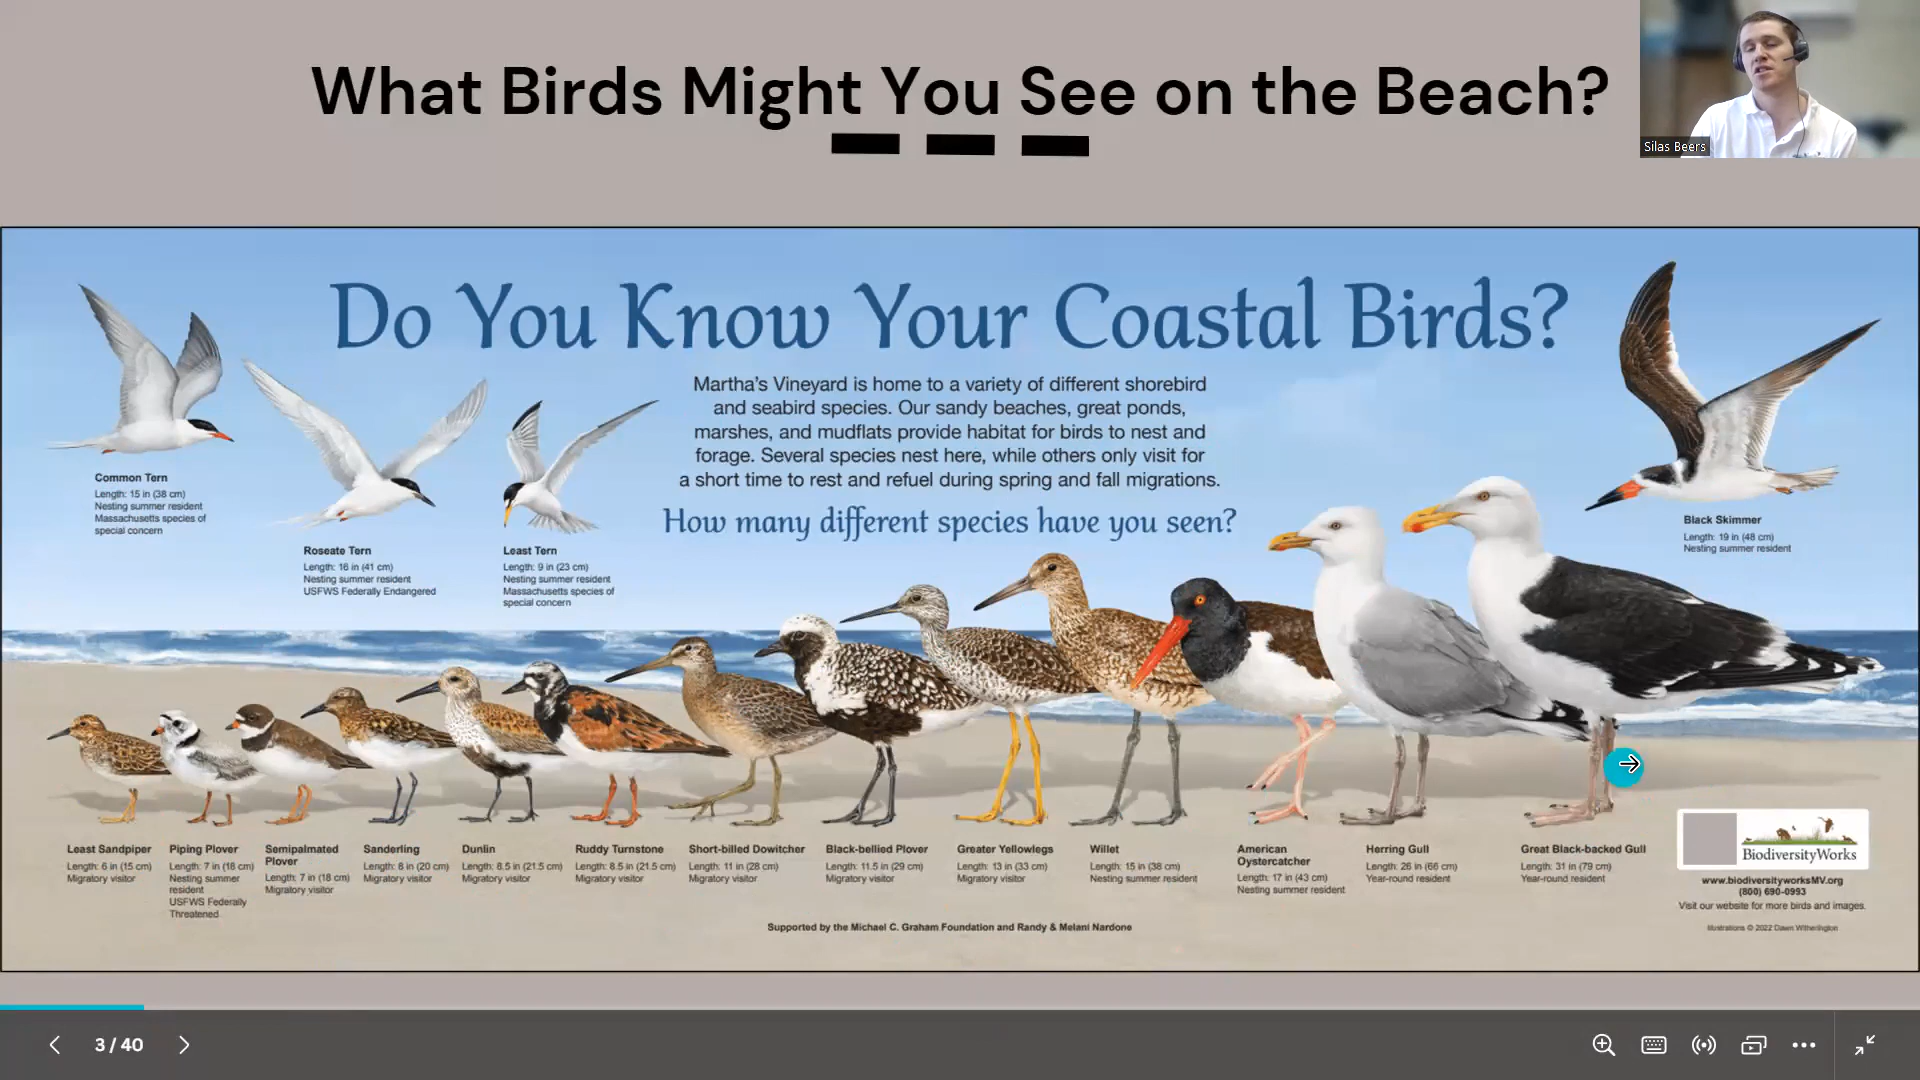 What Birds Might You See on the Beach?
Silas Beers
Do You Know Your Coastal Birds?
Martha's Vineyard is home to a variety of different shorebird
and seabird species. Our sandy beaches, great ponds,
marshes, and mudflats provide habitat for birds to nest and
forage. Several species nest here, while others only visit for
a short time to rest and refuel during spring and fall migrations.
How many different species have you seen?
Common Tern
Length: 15 in (38 cm)
Nesting summer resident
Massachusetts species of
special concern
Roseate Tern
Length: 16 in (41 cm)
Nesting summer resident
USFWS Federally Endangered
Least Tern
Length: 9 in (23 cm)
Nesting summer resident
Massachusetts species of
special concern
Black Skimmer
Length: 19 in (48 cm)
Nesting summer resident
Least Sandpiper
Length: 6 in (15 cm)
Migratory visitor
Piping Plover
Length: 7 in (18 cm)
Nesting summer
resident
USFWS Federally
Threatened
Semipalmated
Plover
Length: 7 in (18 cm)
Migratory visitor
Sanderling
Length: 8 in (20 cm)
Migratory visitor
Dunlin
Length: 8.5 in (21.5 cm)
Migratory visitor
Ruddy Turnstone
Length: 8.5 in (21.5 cm)
Migratory visitor
Short-billed Dowitcher
Length: 11 in (28 cm)
Migratory visitor
Black-bellied Plover
Length: 11.5 in (29 cm)
Migratory visitor
Greater Yellowlegs
Length: 13 in (33 cm)
Migratory visitor
Willet
Length: 15 in (38 cm)
Nesting summer resident
American
Oystercatcher
Length: 17 in (43 cm)
Nesting summer resident
Herring Gull
Length: 26 in (66 cm)
Year-round resident
Great Black-backed Gull
Length: 31 in (79 cm)
Year-round resident
BiodiversityWorks
www.biodiversityworksMV.org
(800) 690-0993
Visit our website for more birds and images.
Illustrations © 2022 Dawn Witherington
Supported by the Michael C. Graham Foundation and Randy & Melani Nardone
3 / 40